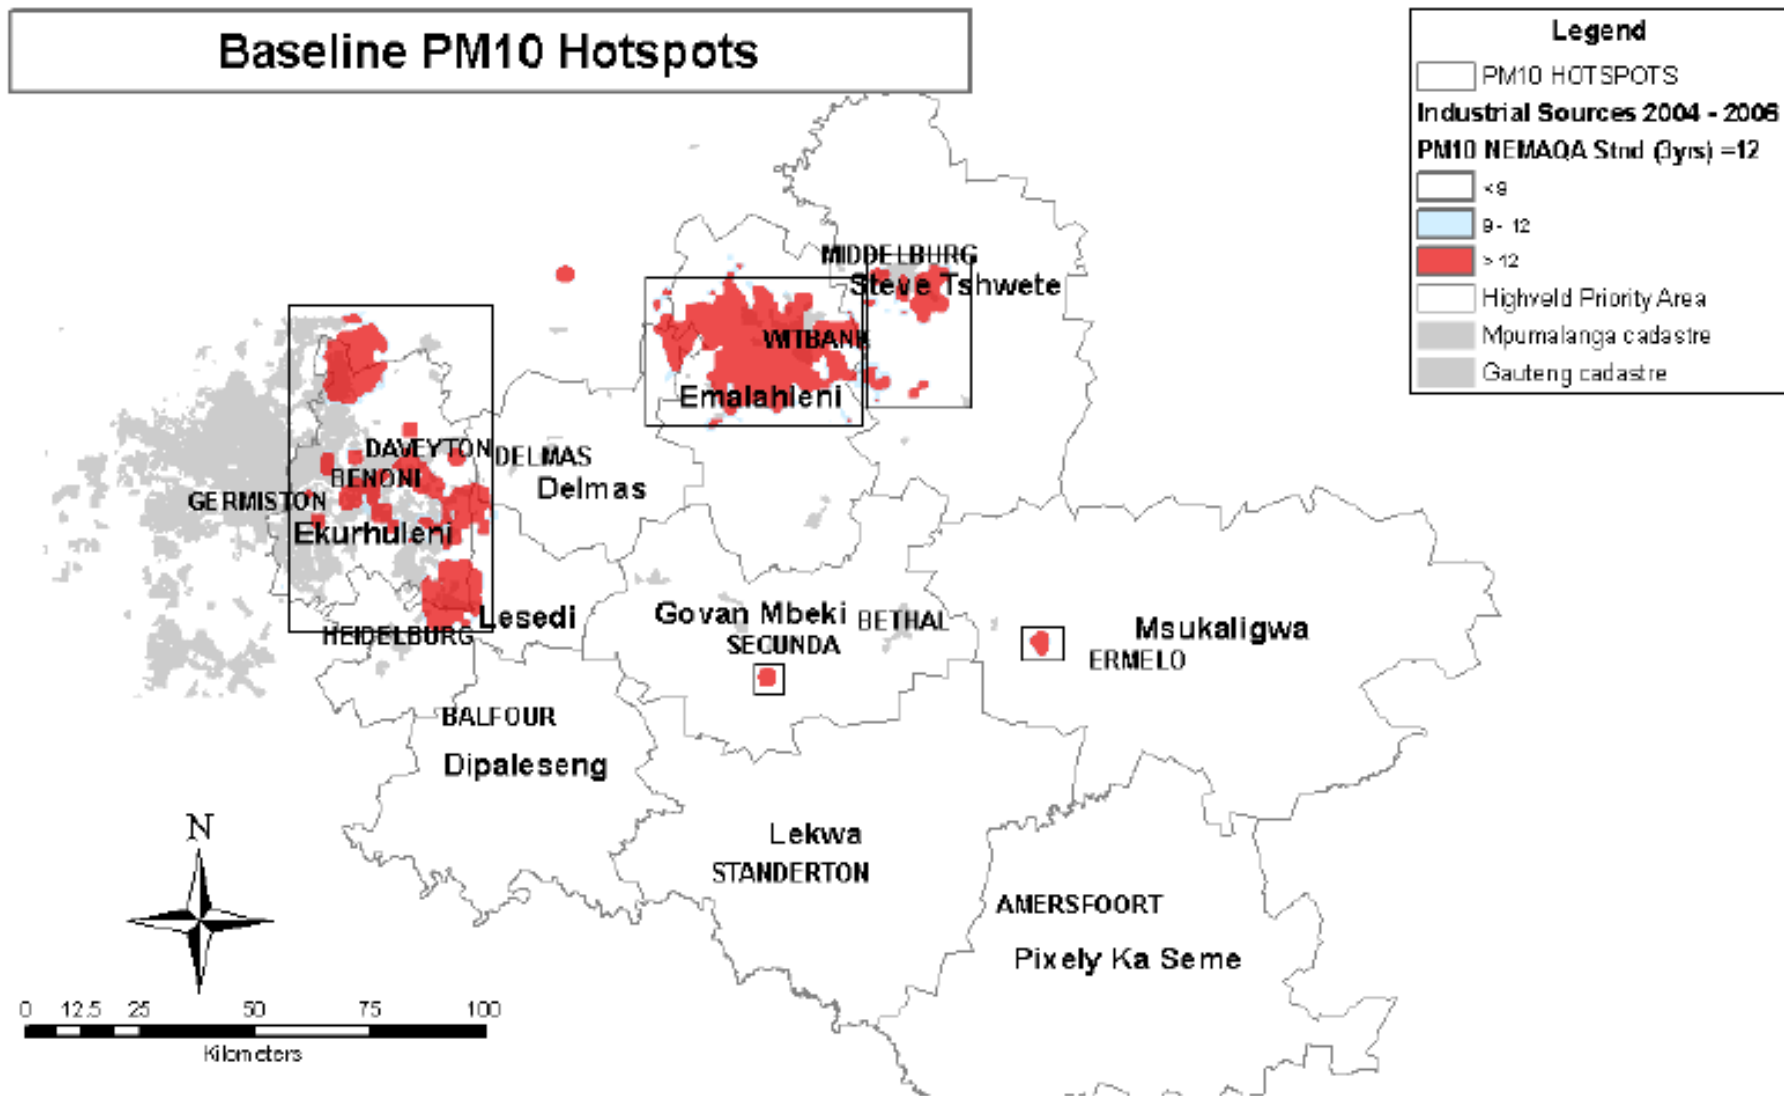 Baseline PM10 Hotspots
Legend
PM10 HOTSPOTS
Industrial Sources 2004 - 2006
PM10 NEMAQA Stnd (3yrs) =12
<9
9 - 12
> 12
Highveld Priority Area
Mpumalanga cadastre
Gauteng cadastre
MIDDELBURG
Steve Tshwete
WITBANK
Emalahleni
DAVEYTON
DELMAS
BENONI
Delmas
GERMISTON
Ekurhuleni
Lesedi
Govan Mbeki
BETHAL
HEIDELBURG
SECUNDA
Msukaligwa
ERMELO
BALFOUR
Dipaleseng
Lekwa
STANDERTON
AMERSFOORT
Pixely Ka Seme
N
0 12.5 25 50 75 100
Kilometers